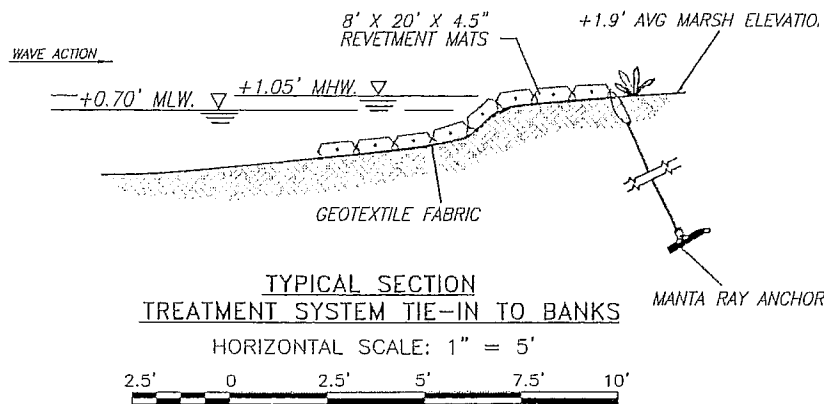 8' X 20' X 4.5"
REVETMENT MATS
+1.9' AVG MARSH ELEVATIO
WAVE ACTION
+1.05' MHW.
+0.70' MLW.
GEOTEXTILE FABRIC
MANTA RAY ANCHOR
TYPICAL SECTION
TREATMENT SYSTEM TIE-IN TO BANKS
HORIZONTAL SCALE: 1" = 5'
2.5' 0 2.5' 5' 7.5' 10'